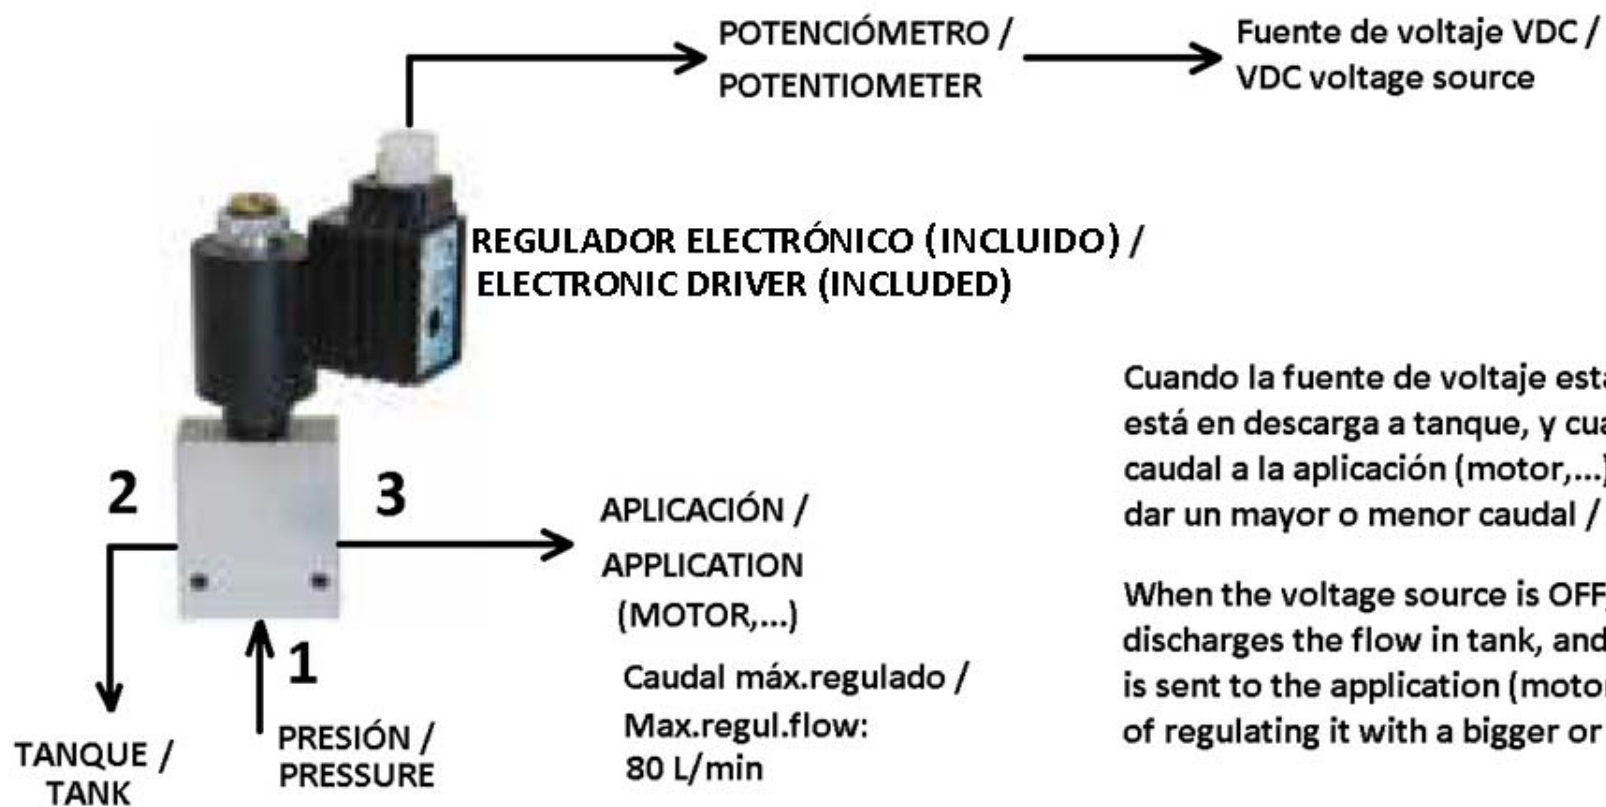 POTENCIÓMETRO /
POTENTIOMETER
Fuente de voltaje VDC /
VDC voltage source
REGULADOR ELECTRÓNICO (INCLUIDO) /
ELECTRONIC DRIVER (INCLUDED)
2
3
1
APLICACIÓN /
APPLICATION
(MOTOR,...)
Caudal máx.regulado /
Max.regul.flow:
80 L/min
TANQUE /
TANK
PRESIÓN /
PRESSURE
Cuando la fuente de voltaje está
está en descarga a tanque, y
caudal a la aplicación (motor,...)
dar un mayor o menor caudal /
When the voltage source is OFF,
discharges the flow in tank, and
is sent to the application (motor
of regulating it with a bigger or